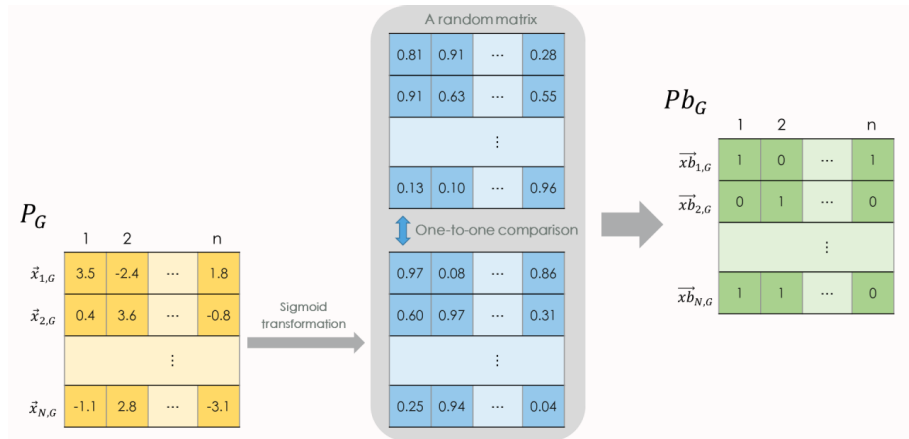 A random matrix
0.81 0.91 ... 0.28
0.91 0.63 ... 0.55
⋮
0.13 0.10 ... 0.96
One-to-one comparison
P_G
1 2 n
x⃗_{1,G} 3.5 -2.4 ... 1.8
x⃗_{2,G} 0.4 3.6 ... -0.8
⋮
x⃗_{N,G} -1.1 2.8 ... -3.1
Sigmoid
transformation
0.97 0.08 ... 0.86
0.60 0.97 ... 0.31
⋮
0.25 0.94 ... 0.04
Pb_G
1 2 n
xb⃗_{1,G} 1 0 ... 1
xb⃗_{2,G} 0 1 ... 0
⋮
xb⃗_{N,G} 1 1 ... 0